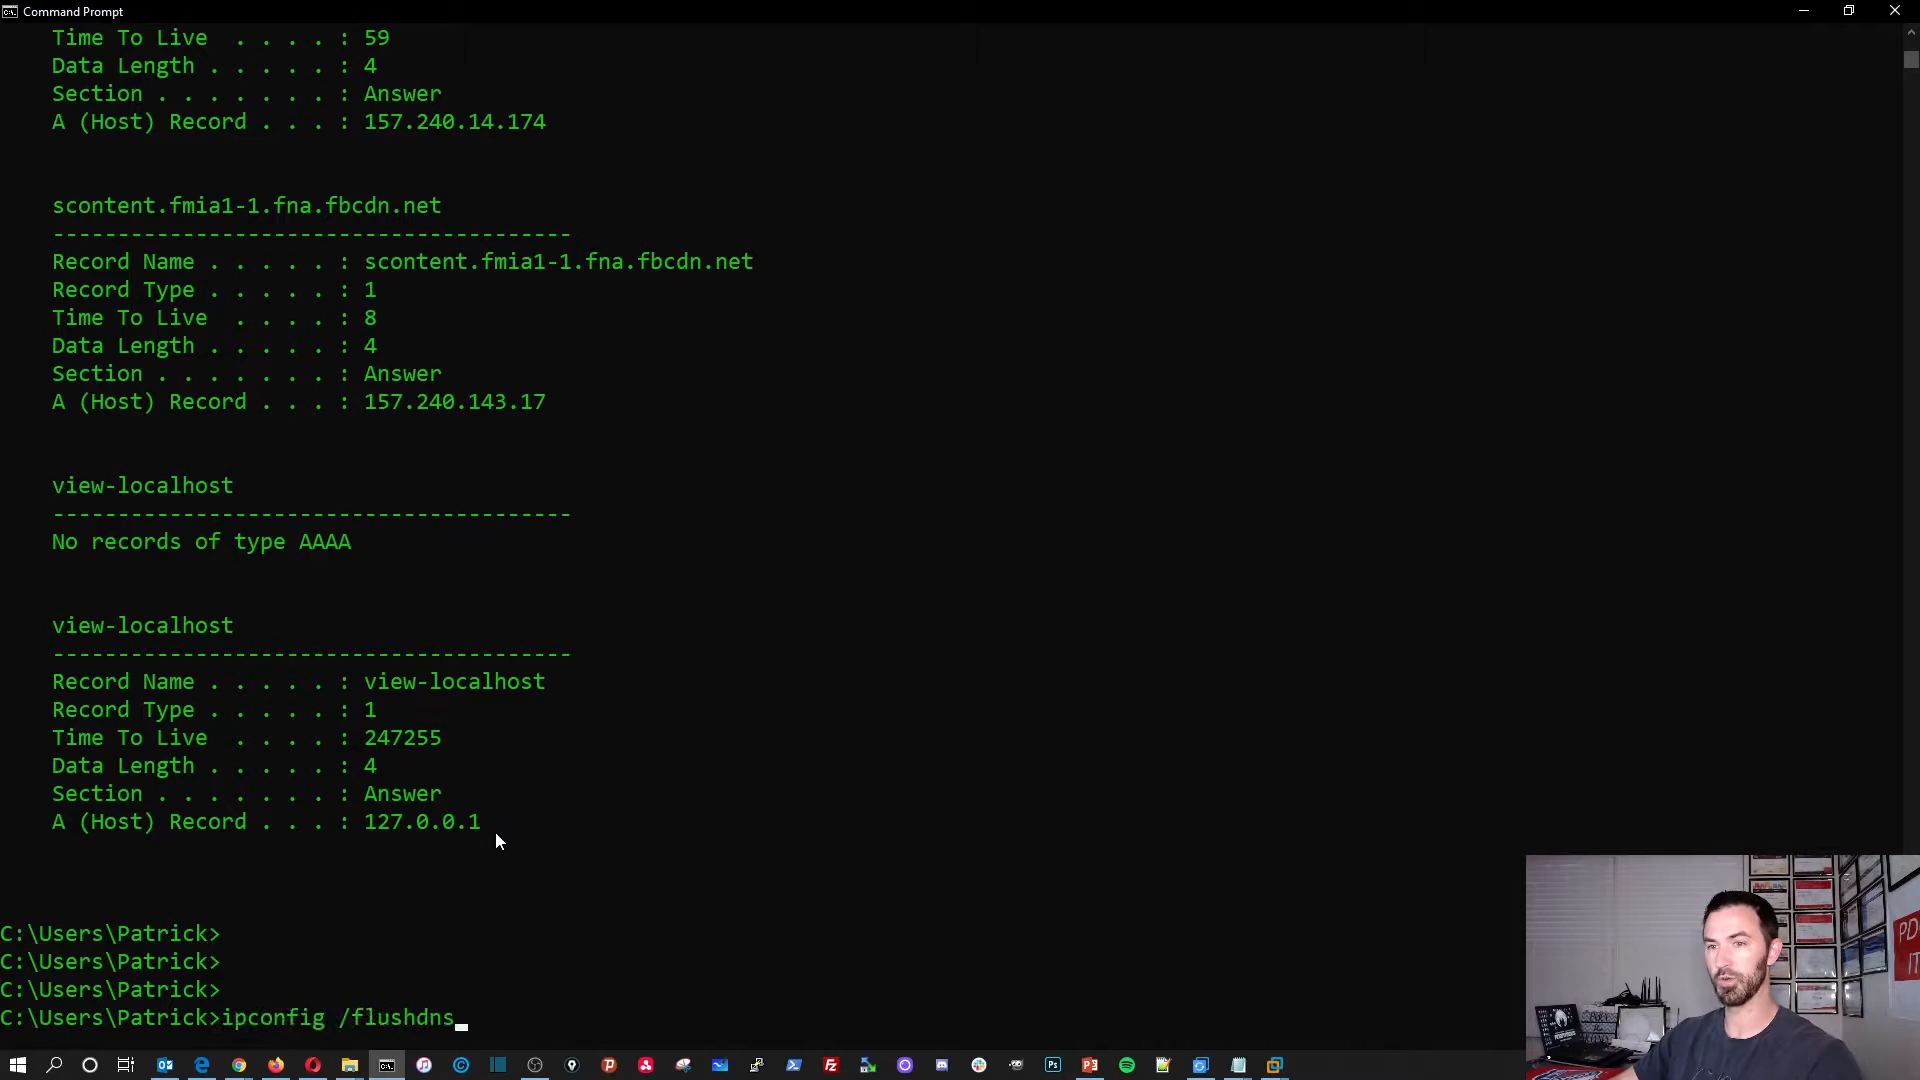 Command Prompt
Time To Live  . . . . : 59
Data Length . . . . . : 4
Section . . . . . . . : Answer
A (Host) Record . . . : 157.240.14.174
scontent.fmia1-1.fna.fbcdn.net
----------------------------------------
Record Name . . . . . : scontent.fmia1-1.fna.fbcdn.net
Record Type . . . . . : 1
Time To Live  . . . . : 8
Data Length . . . . . : 4
Section . . . . . . . : Answer
A (Host) Record . . . : 157.240.143.17
view-localhost
----------------------------------------
No records of type AAAA
view-localhost
----------------------------------------
Record Name . . . . . : view-localhost
Record Type . . . . . : 1
Time To Live  . . . . : 247255
Data Length . . . . . : 4
Section . . . . . . . : Answer
A (Host) Record . . . : 127.0.0.1
C:\Users\Patrick>
C:\Users\Patrick>
C:\Users\Patrick>
C:\Users\Patrick>ipconfig /flushdns